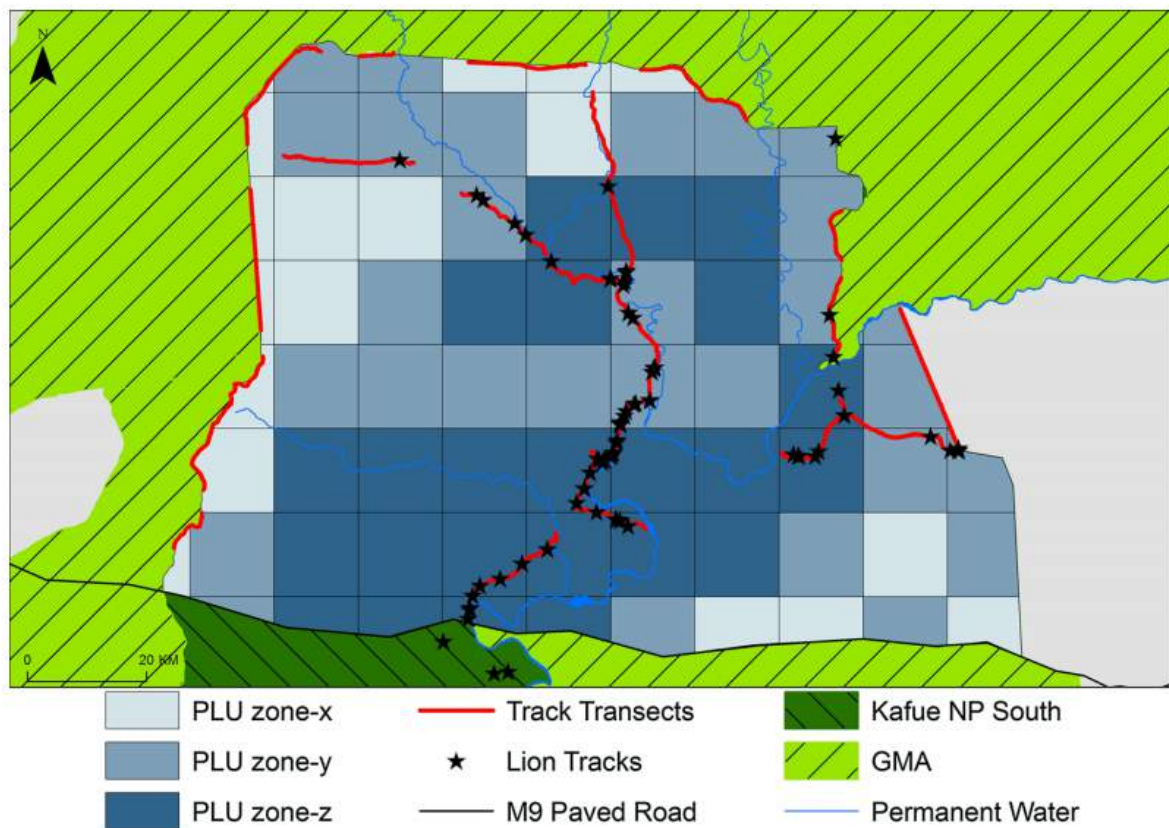 N
0 20 KM
PLU zone-x Track Transects Kafue NP South
PLU zone-y Lion Tracks GMA
PLU zone-z M9 Paved Road Permanent Water